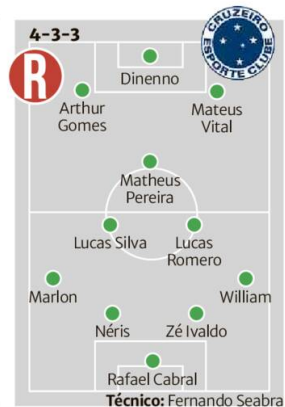 4-3-3
CRUZEIRO
ESPORTE CLUBE
R
Dinenno
Arthur
Gomes
Mateus
Vital
Matheus
Pereira
Lucas Silva
Lucas
Romero
Marlon
William
Néris
Zé Ivaldo
Rafael Cabral
Técnico: Fernando Seabra